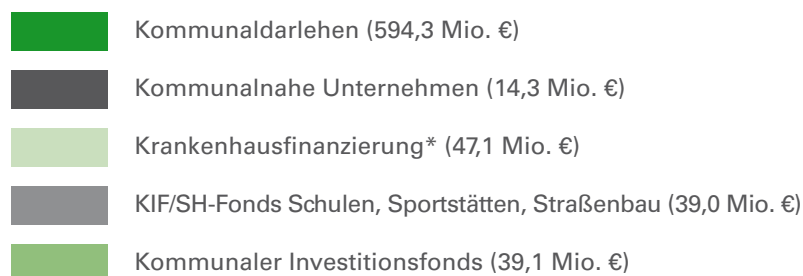 Kommunaldarlehen (594,3 Mio. €)
Kommunalnahe Unternehmen (14,3 Mio. €)
Krankenhausfinanzierung* (47,1 Mio. €)
KIF/SH-Fonds Schulen, Sportstätten, Straßenbau (39,0 Mio. €)
Kommunaler Investitionsfonds (39,1 Mio. €)